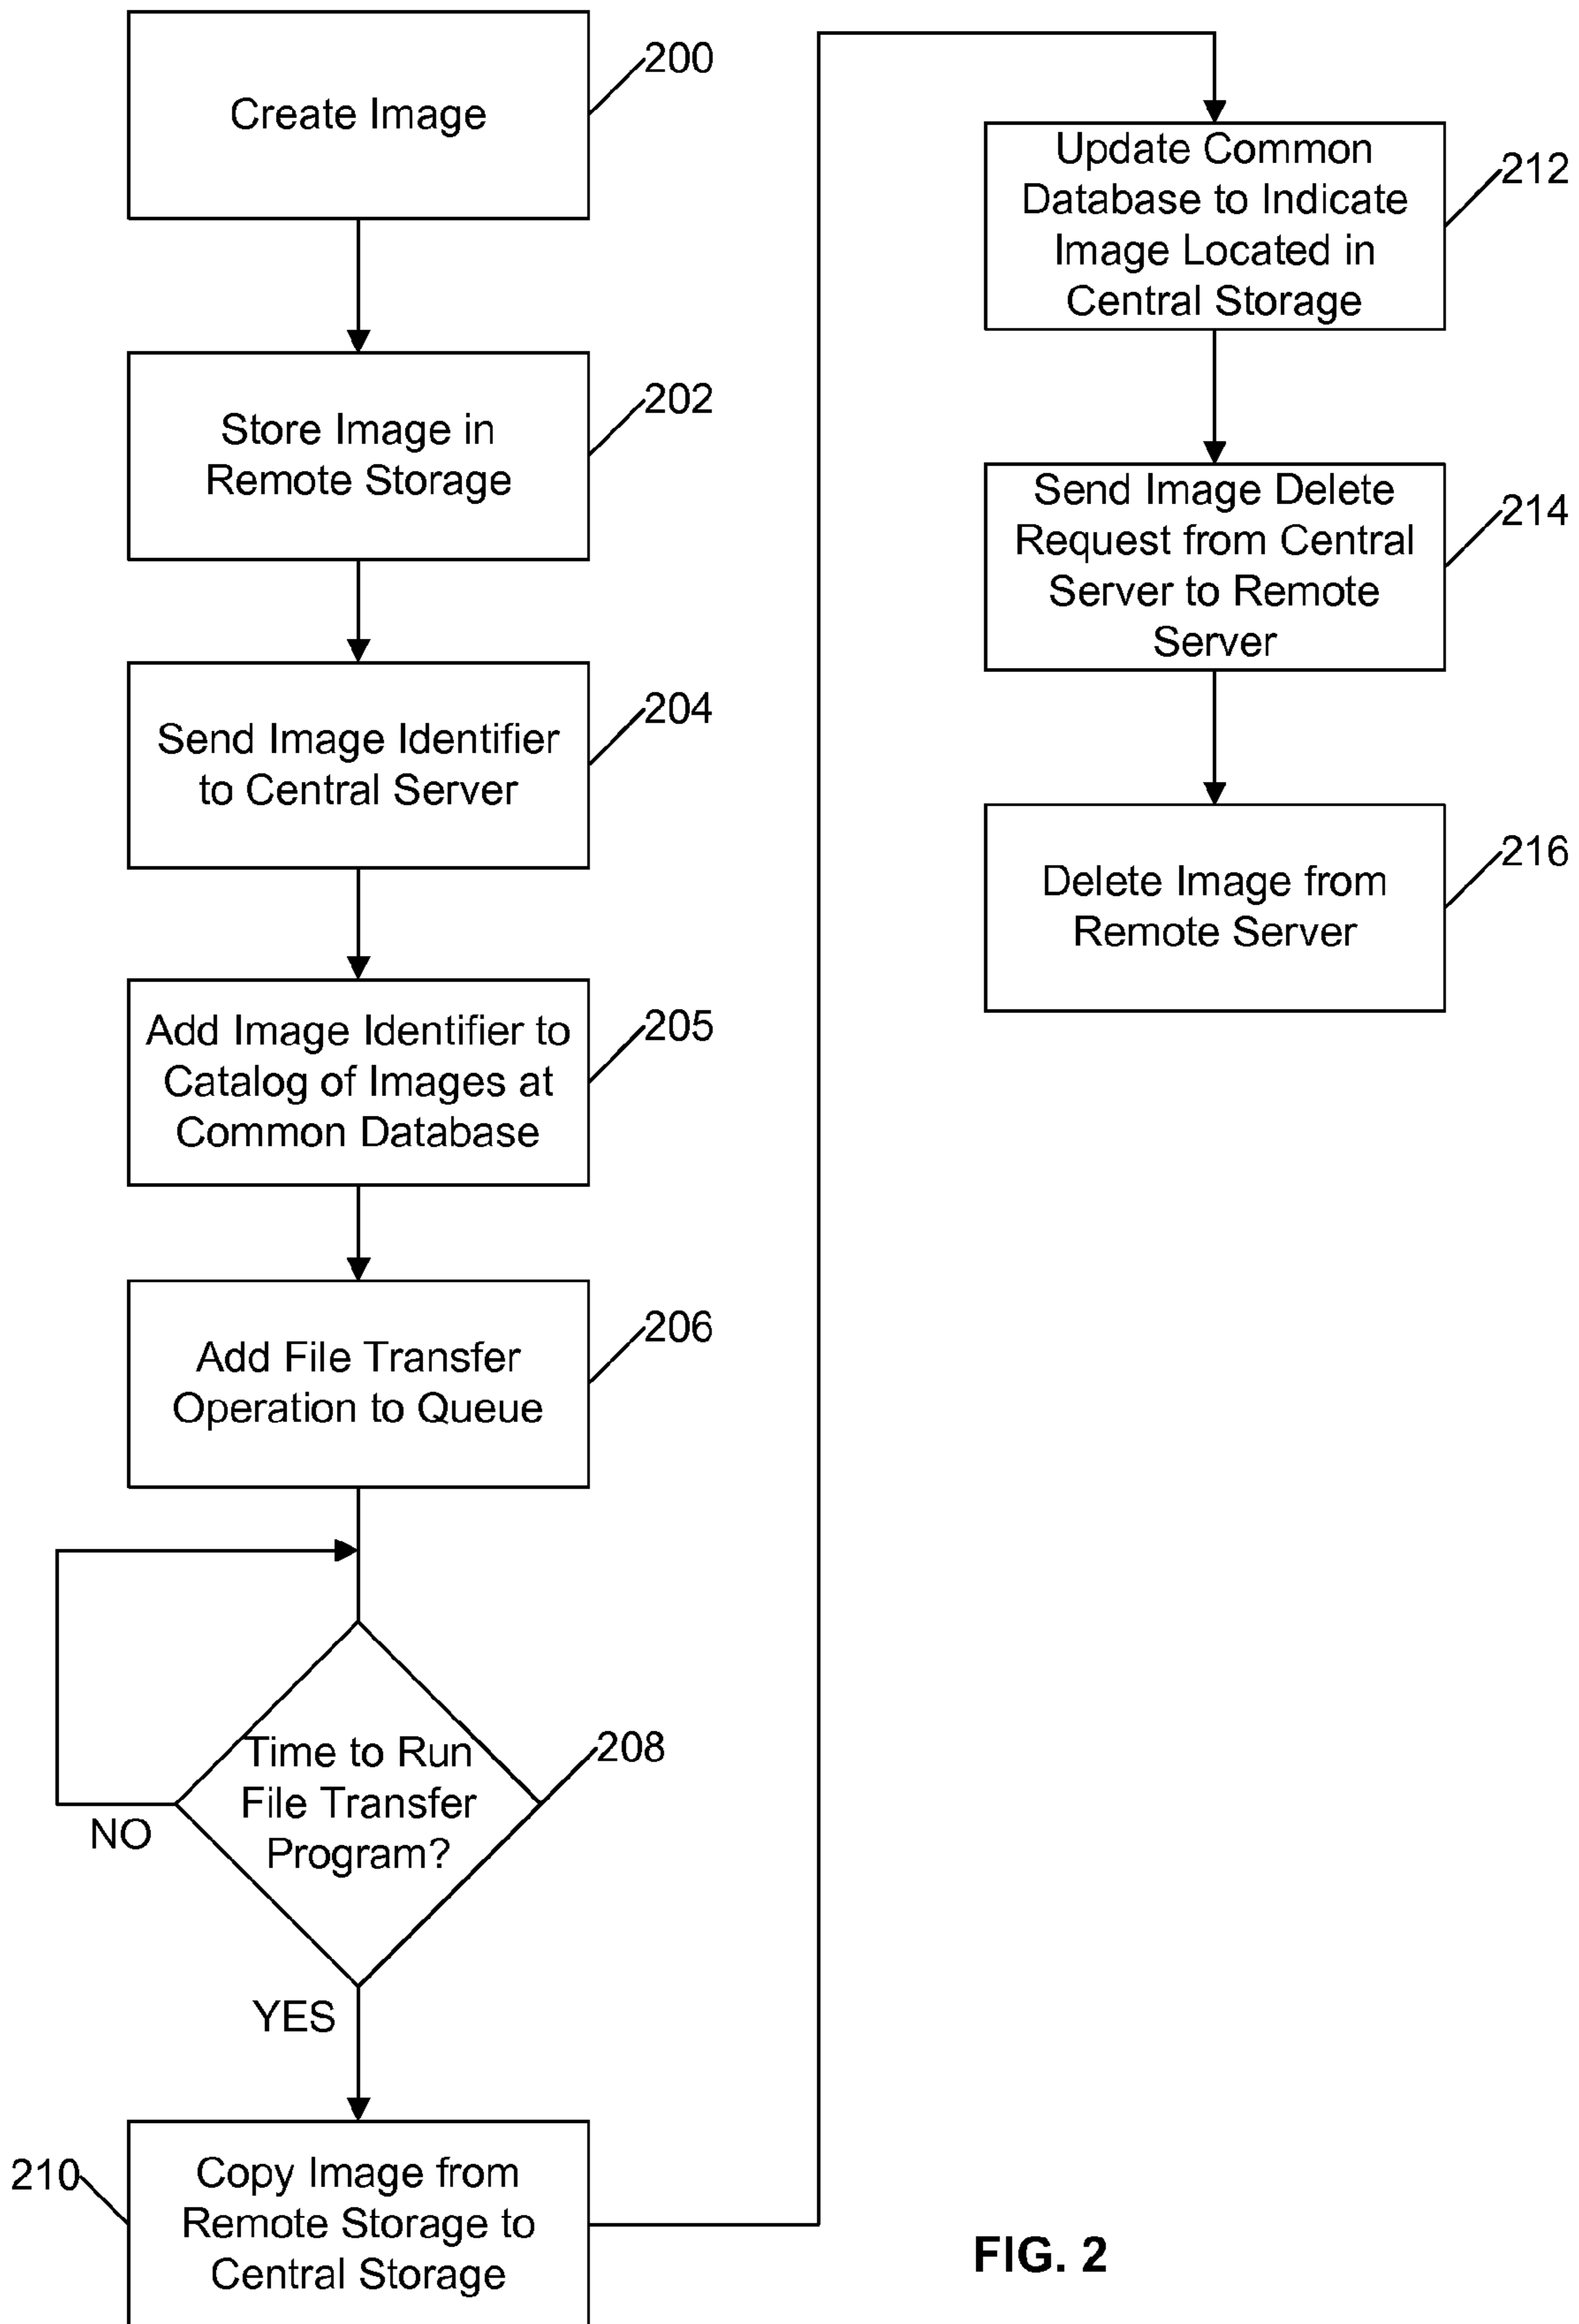 Create Image
200
Store Image in
Remote Storage
202
Send Image Identifier
to Central Server
204
Add Image Identifier to
Catalog of Images at
Common Database
205
Add File Transfer
Operation to Queue
206
Time to Run
File Transfer
Program?
208
NO
YES
210
Copy Image from
Remote Storage to
Central Storage
Update Common
Database to Indicate
Image Located in
Central Storage
212
Send Image Delete
Request from Central
Server to Remote
Server
214
Delete Image from
Remote Server
216
FIG. 2